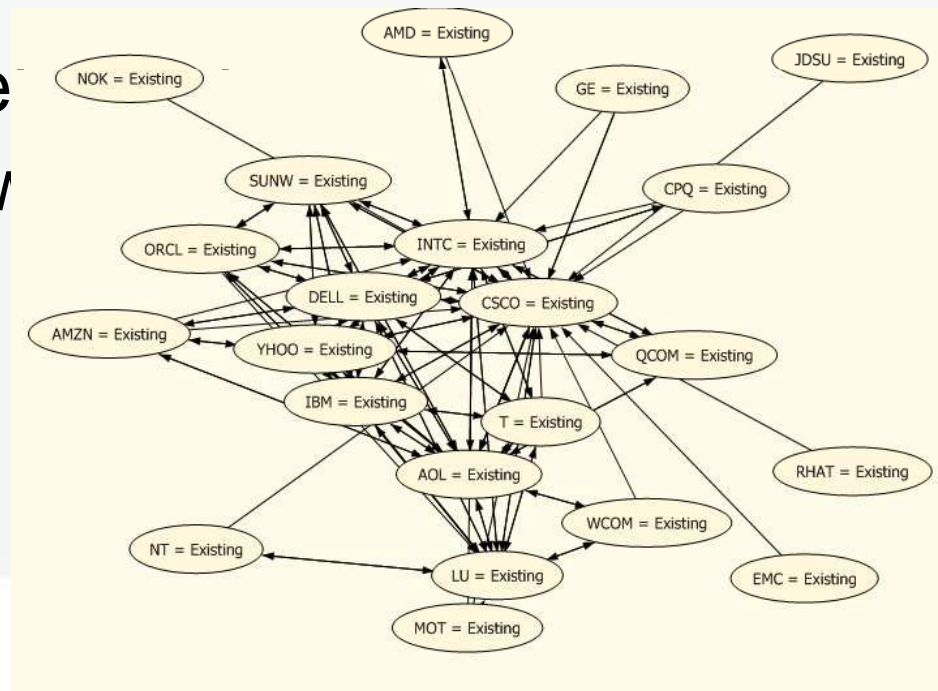 AMD = Existing
JDSU = Existing
NOK = Existing
GE = Existing
e
SUNW = Existing
CPQ = Existing
ORCL = Existing
INTC = Existing
DELL = Existing
CSCO = Existing
AMZN = Existing
YHOO = Existing
QCOM = Existing
IBM = Existing
T = Existing
AOL = Existing
RHAT = Existing
WCOM = Existing
NT = Existing
LU = Existing
EMC = Existing
MOT = Existing